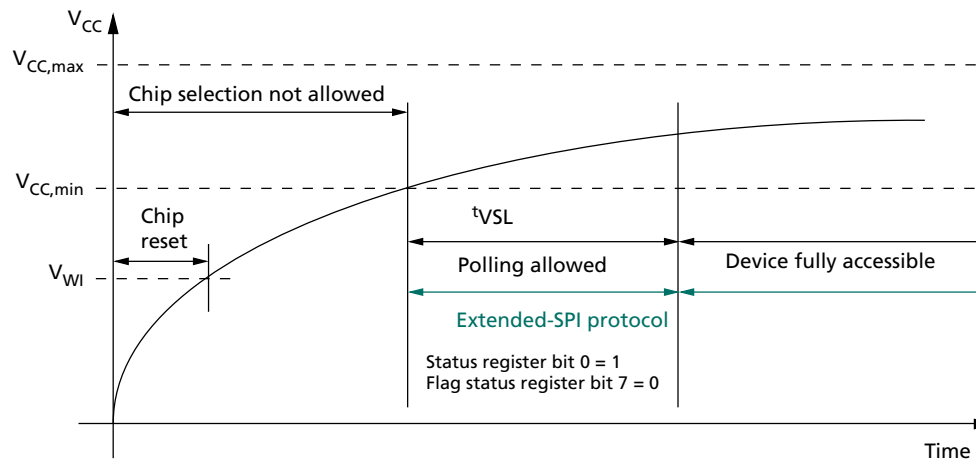 VCC
VCC,max
Chip selection not allowed
VCC,min
Chip
reset
tVSL
VWI
Polling allowed
Device fully accessible
Extended-SPI protocol
Status register bit 0 = 1
Flag status register bit 7 = 0
Time